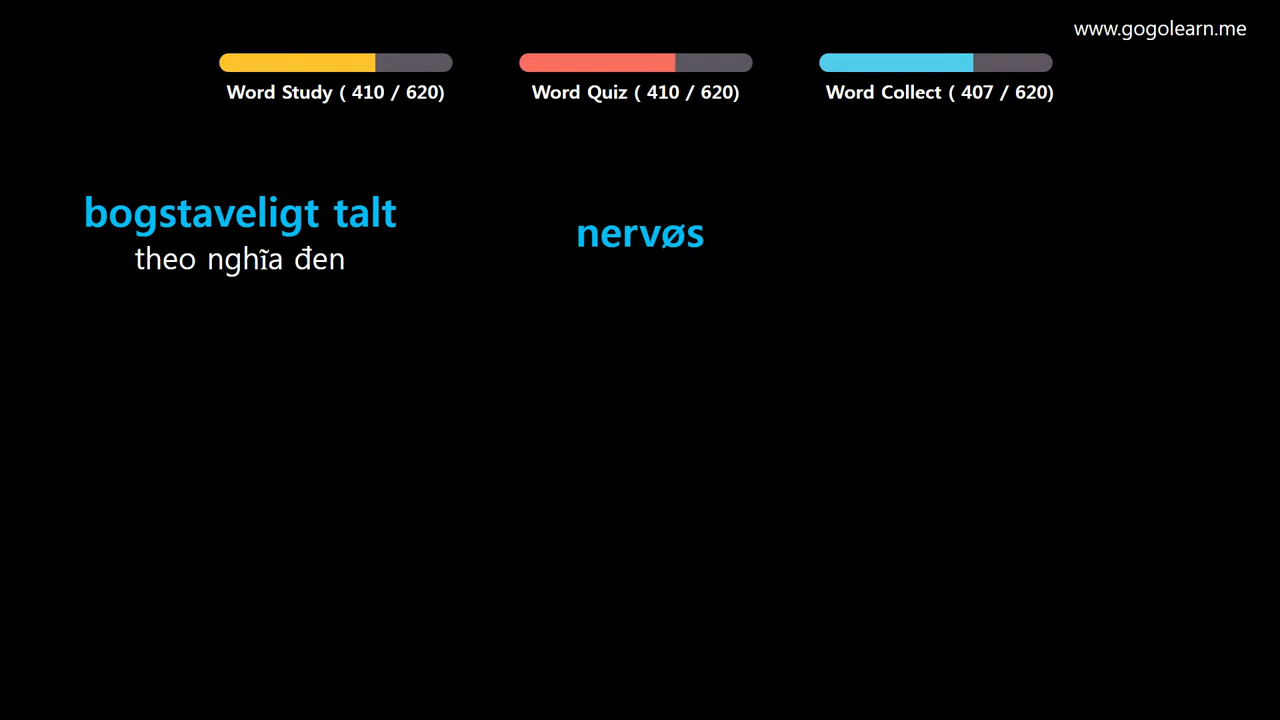 www.gogolearn.me
Word Study ( 410 / 620)
Word Quiz ( 410 / 620)
Word Collect ( 407 / 620)
bogstaveligt talt
theo nghĩa đen
nervøs